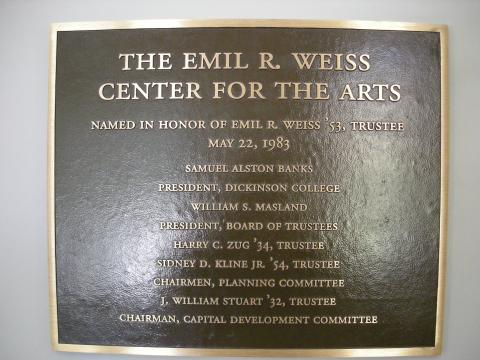 THE EMIL R. WEISS
CENTER FOR THE ARTS
NAMED IN HONOR OF EMIL R. WEISS '53, TRUSTEE
MAY 22, 1983
SAMUEL ALSTON BANKS
PRESIDENT, DICKINSON COLLEGE
WILLIAM S. MASLAND
PRESIDENT, BOARD OF TRUSTEES
HARRY C. ZUG '34, TRUSTEE
SIDNEY D. KLINE JR. '54, TRUSTEE
CHAIRMEN, PLANNING COMMITTEE
J. WILLIAM STUART '32, TRUSTEE
CHAIRMAN, CAPITAL DEVELOPMENT COMMITTEE